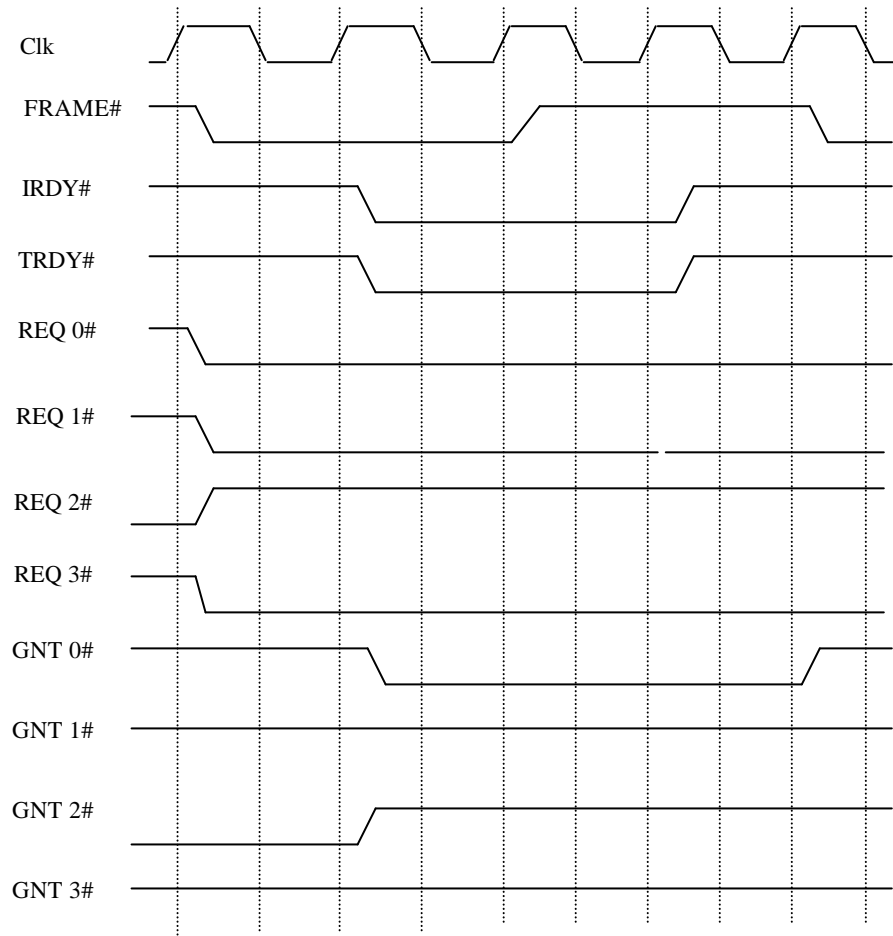 Clk
FRAME#
IRDY#
TRDY#
REQ 0#
REQ 1#
REQ 2#
REQ 3#
GNT 0#
GNT 1#
GNT 2#
GNT 3#